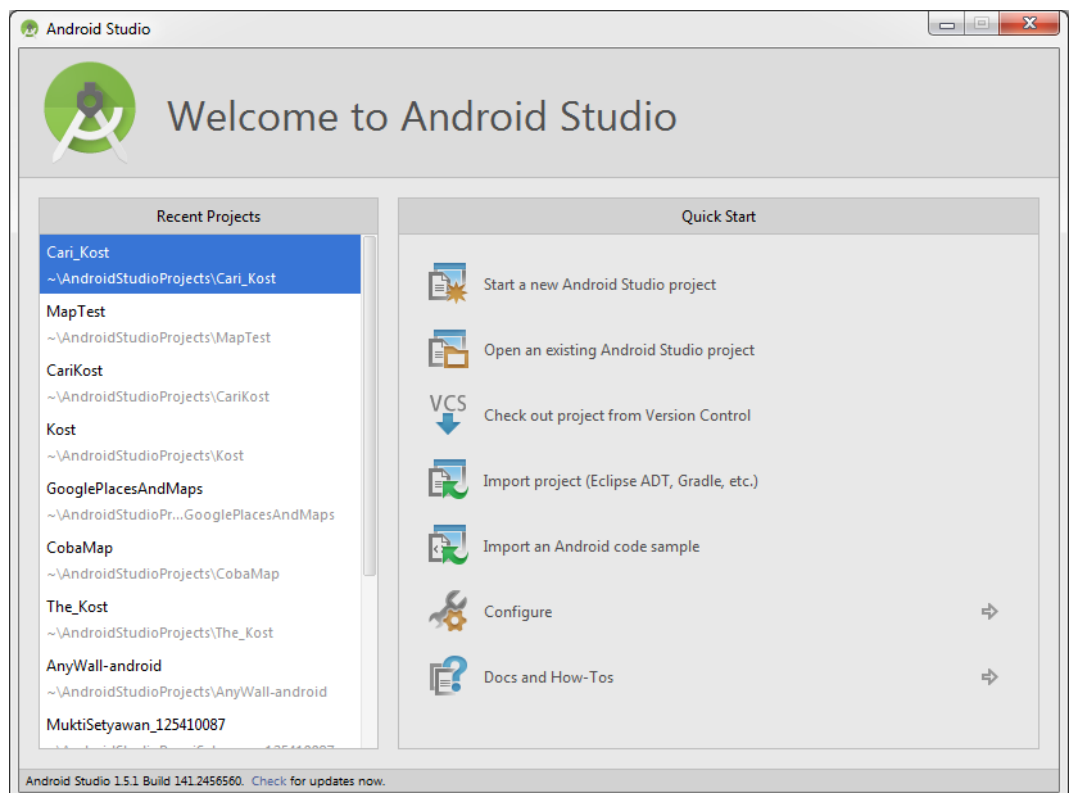 Android Studio
Welcome to Android Studio
Recent Projects
Cari_Kost
~\AndroidStudioProjects\Cari_Kost
MapTest
~\AndroidStudioProjects\MapTest
CariKost
~\AndroidStudioProjects\CariKost
Kost
~\AndroidStudioProjects\Kost
GooglePlacesAndMaps
~\AndroidStudioPr...GooglePlacesAndMaps
CobaMap
~\AndroidStudioProjects\CobaMap
The_Kost
~\AndroidStudioProjects\The_Kost
AnyWall-android
~\AndroidStudioProjects\AnyWall-android
MuktiSetyawan_125410087
Quick Start
Start a new Android Studio project
Open an existing Android Studio project
VCS
Check out project from Version Control
Import project (Eclipse ADT, Gradle, etc.)
Import an Android code sample
Configure
Docs and How-Tos
Android Studio 1.5.1 Build 141.2456560. Check for updates now.